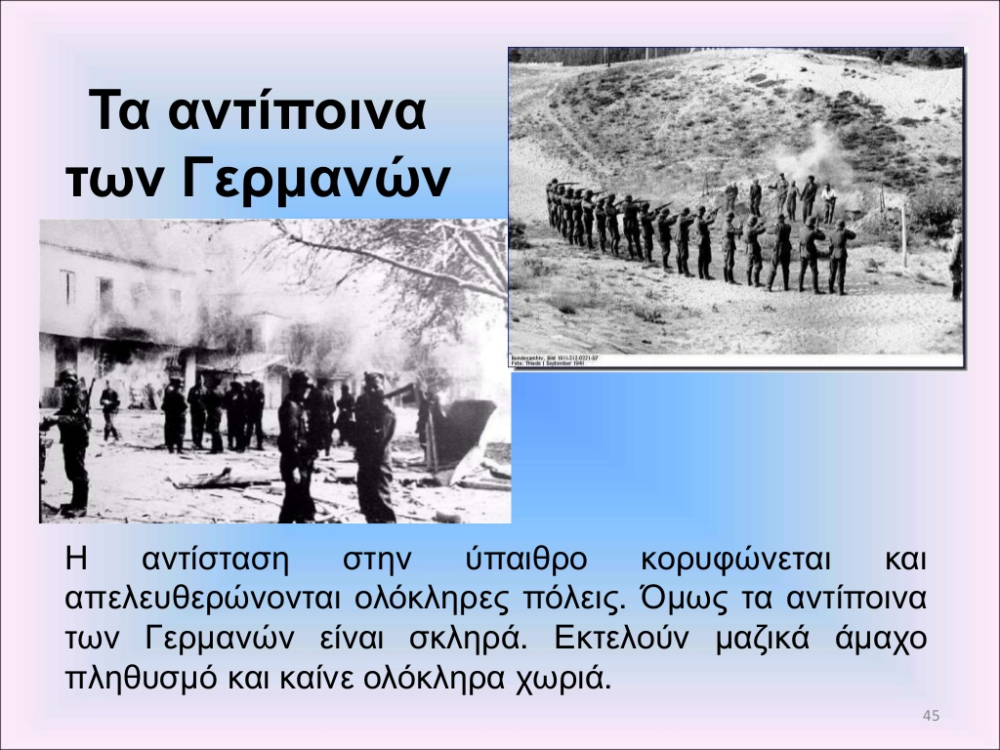 Τα αντίποινα
των Γερμανών
Bundesarchiv, Bild 101I-212-0221-07
Foto: Thiede | September 1941
Η αντίσταση στην ύπαιθρο κορυφώνεται και
απελευθερώνονται ολόκληρες πόλεις. Όμως τα αντίποινα
των Γερμανών είναι σκληρά. Εκτελούν μαζικά άμαχο
πληθυσμό και καίνε ολόκληρα χωριά.
45